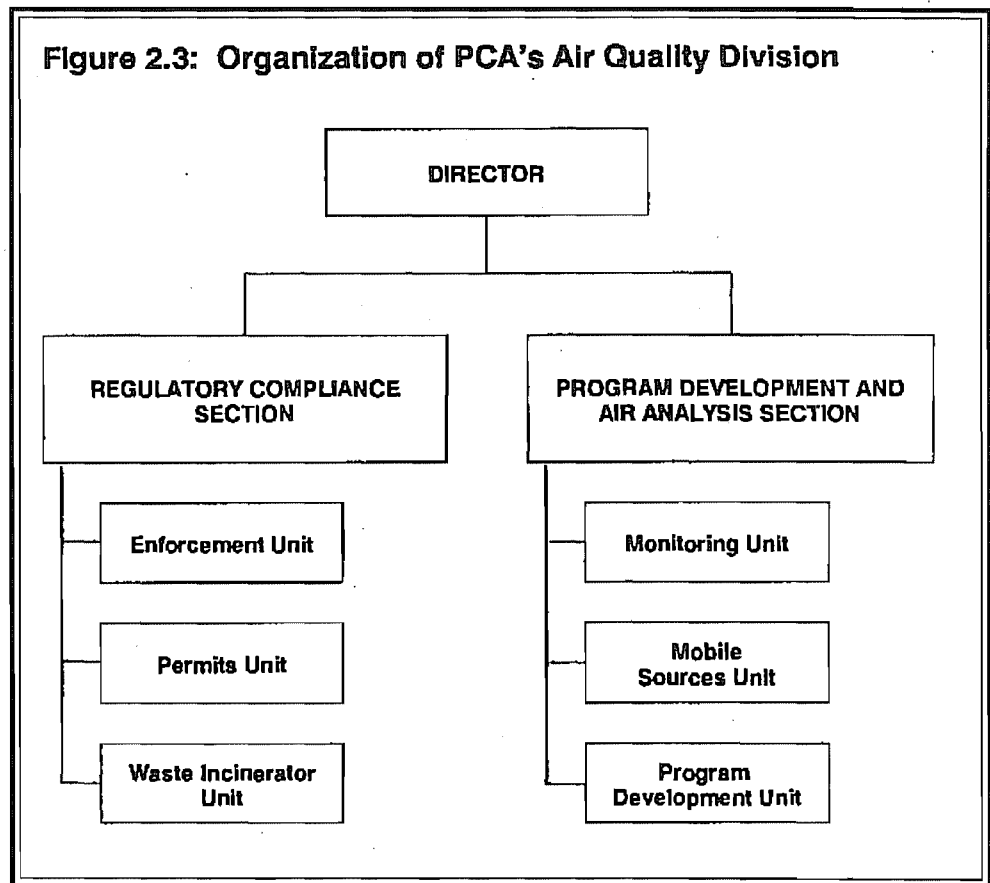 Figure 2.3: Organization of PCA's Air Quality Division
DIRECTOR
REGULATORY COMPLIANCE
SECTION
Enforcement Unit
Permits Unit
Waste Incinerator
Unit
PROGRAM DEVELOPMENT AND
AIR ANALYSIS SECTION
Monitoring Unit
Mobile
Sources Unit
Program
Development Unit